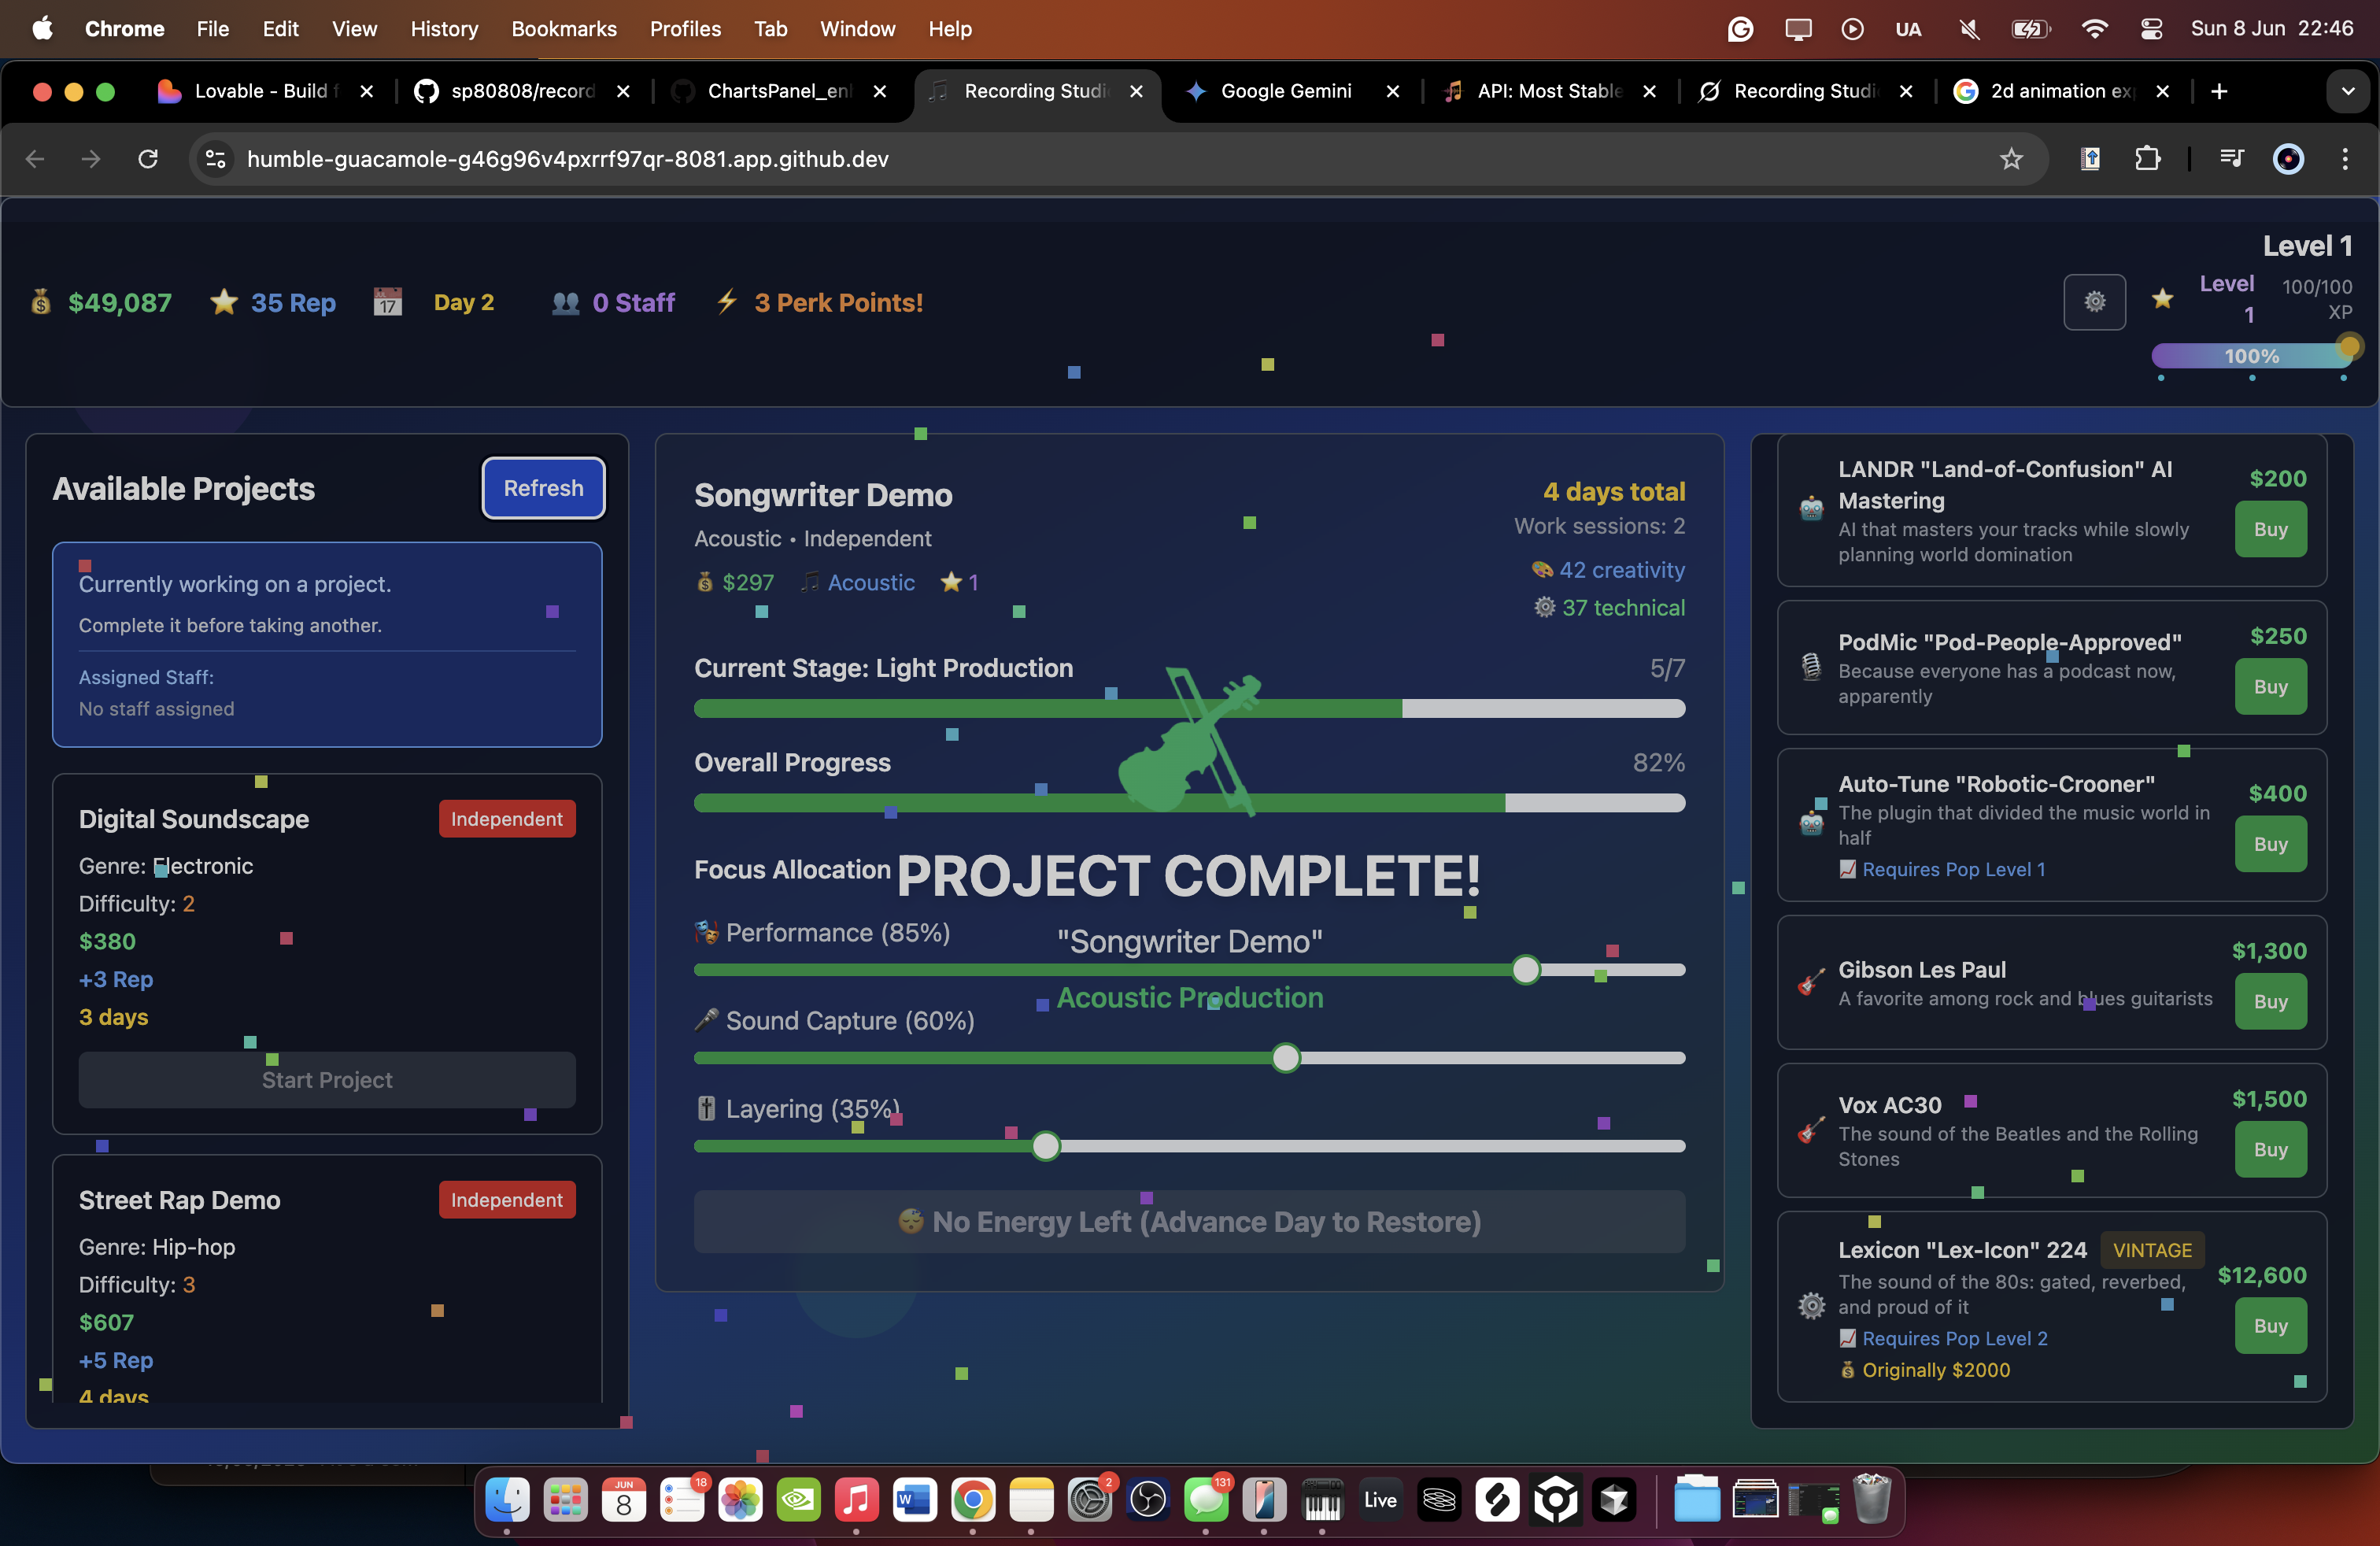 Chrome File Edit View History Bookmarks Profiles Tab Window Help UA Sun 8 Jun 22:46
Lovable - Build f
sp80808/record
ChartsPanel_enl
Recording Studi
Google Gemini
API: Most Stable
Recording Studi
2d animation ex
humble-guacamole-g46g96v4pxrrf97qr-8081.app.github.dev
$49,087
35 Rep
17
Day 2
0 Staff
3 Perk Points!
Level 1
Level 1
100/100 XP
100%
Available Projects
Refresh
Currently working on a project.
Complete it before taking another.
Assigned Staff:
No staff assigned
Digital Soundscape
Independent
Genre: Electronic
Difficulty: 2
$380
+3 Rep
3 days
Start Project
Street Rap Demo
Independent
Genre: Hip-hop
Difficulty: 3
$607
+5 Rep
4 days
Songwriter Demo
4 days total
Acoustic • Independent
Work sessions: 2
$297 Acoustic 1
42 creativity
37 technical
Current Stage: Light Production
5/7
Overall Progress
82%
Focus Allocation
PROJECT COMPLETE!
Performance (85%)
"Songwriter Demo"
Acoustic Production
Sound Capture (60%)
Layering (35%)
No Energy Left (Advance Day to Restore)
LANDR "Land-of-Confusion" AI
Mastering
$200
AI that masters your tracks while slowly
planning world domination
Buy
PodMic "Pod-People-Approved"
$250
Because everyone has a podcast now,
apparently
Buy
Auto-Tune "Robotic-Crooner"
$400
The plugin that divided the music world in
half
Buy
Requires Pop Level 1
Gibson Les Paul
$1,300
A favorite among rock and blues guitarists
Buy
Vox AC30
$1,500
The sound of the Beatles and the Rolling
Stones
Buy
Lexicon "Lex-Icon" 224
VINTAGE
$12,600
The sound of the 80s: gated, reverbed,
and proud of it
Buy
Requires Pop Level 2
Originally $2000
JUN
8
18
W
2
131
Live